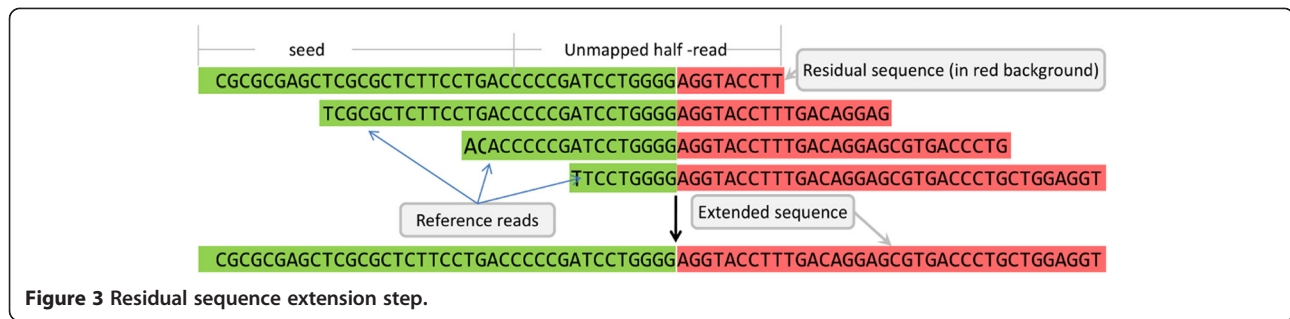 seed Unmapped half -read
CGCGCGAGCTCGCGCTCTTCCTGACCCCCGATCCTGGGGAGGTACCTT Residual sequence (in red background)
TCGCGCTCTTCCTGACCCCCGATCCTGGGGAGGTACCTTTGACAGGAG
ACACCCCCGATCCTGGGGAGGTACCTTTGACAGGAGCGTGACCCTG
TTCCTGGGGAGGTACCTTTGACAGGAGCGTGACCCTGCTGGAGGT
Reference reads Extended sequence
CGCGCGAGCTCGCGCTCTTCCTGACCCCCGATCCTGGGGAGGTACCTTTGACAGGAGCGTGACCCTGCTGGAGGT
Figure 3 Residual sequence extension step.